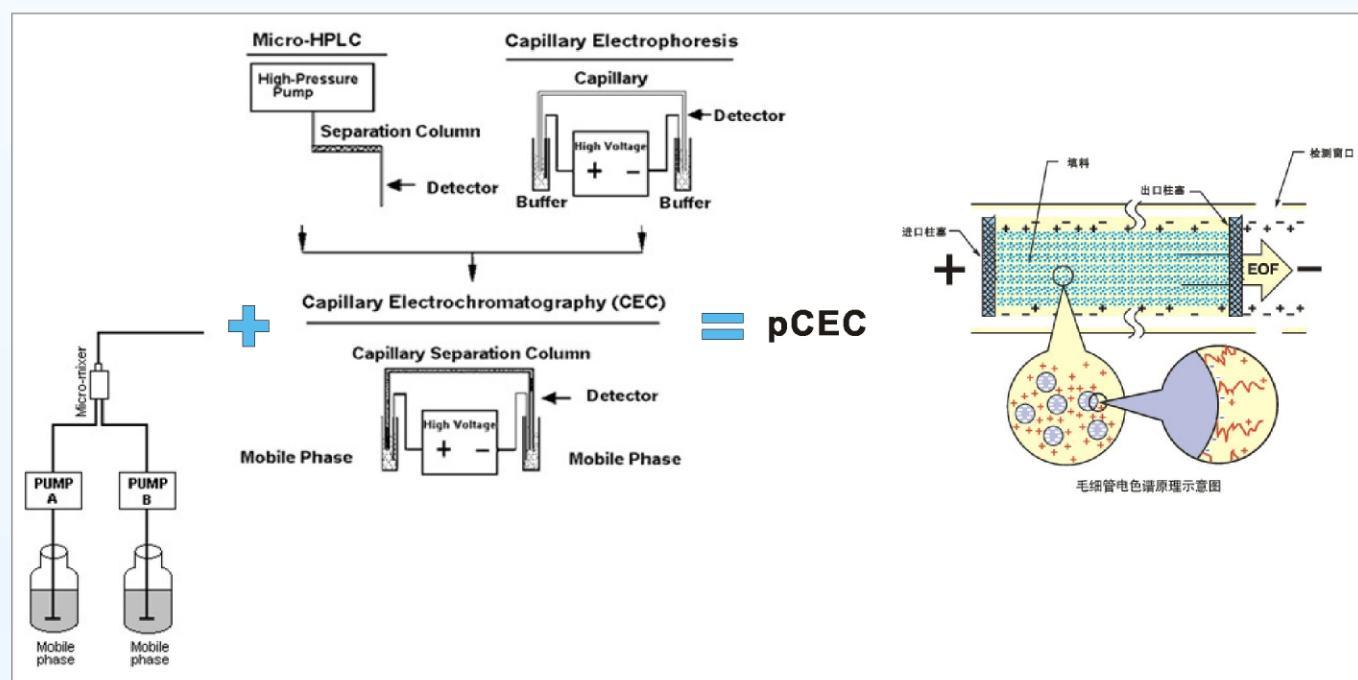 Micro-HPLC
High-Pressure
Pump
Separation Column
Detector
Capillary Electrophoresis
Capillary
Detector
High Voltage
+ −
Buffer
Buffer
Capillary Electrochromatography (CEC)
Capillary Separation Column
Detector
High Voltage
+ −
Mobile Phase
Mobile Phase
Micro-mixer
PUMP
A
PUMP
B
Mobile
phase
Mobile
phase
+
= pCEC
检测窗口
填料
出口柱塞
进口柱塞
+
EOF
−
毛细管电色谱原理示意图